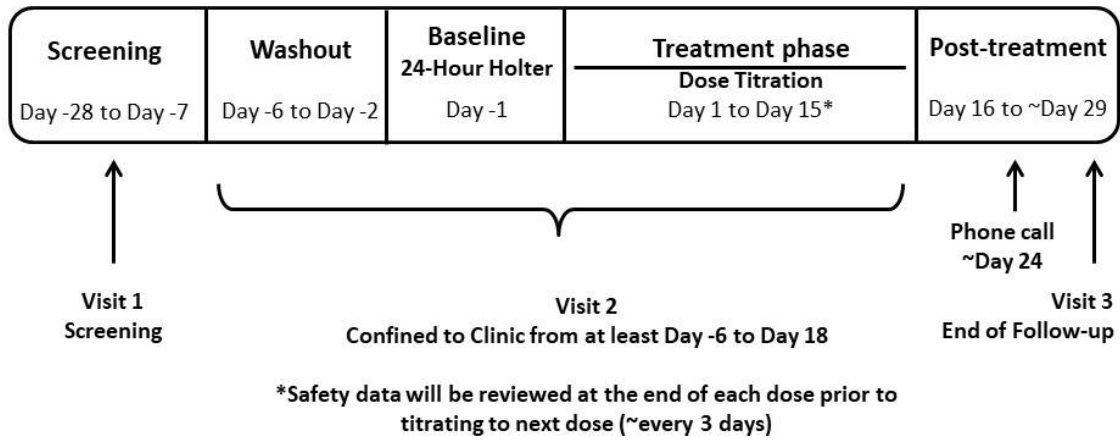 Screening
Day -28 to Day -7
Washout
Day -6 to Day -2
Baseline
24-Hour Holter
Day -1
Treatment phase
Dose Titration
Day 1 to Day 15*
Post-treatment
Day 16 to ~Day 29
Visit 1
Screening
Visit 2
Confined to Clinic from at least Day -6 to Day 18
Phone call
~Day 24
Visit 3
End of Follow-up
*Safety data will be reviewed at the end of each dose prior to
titrating to next dose (~every 3 days)